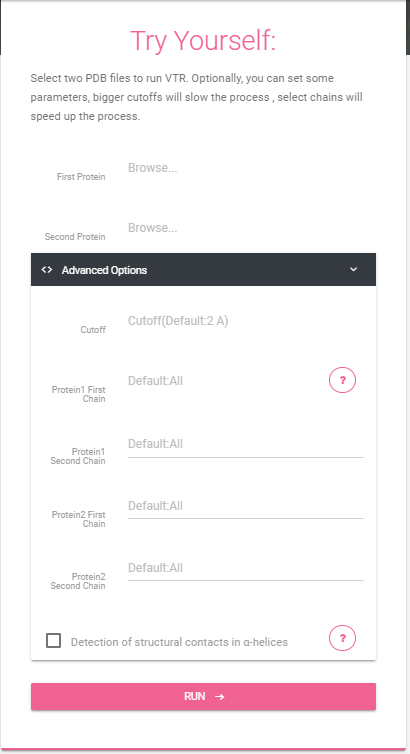 Try Yourself:
Select two PDB files to run VTR. Optionally, you can set some
parameters, bigger cutoffs will slow the process , select chains will
speed up the process.
First Protein
Browse...
Second Protein
Browse...
<> Advanced Options
Cutoff
Cutoff(Default:2 A)
Protein1 First
Chain
Default:All
?
Protein1
Second Chain
Default:All
Protein2 First
Chain
Default:All
Protein2
Second Chain
Default:All
Detection of structural contacts in α-helices
?
RUN →